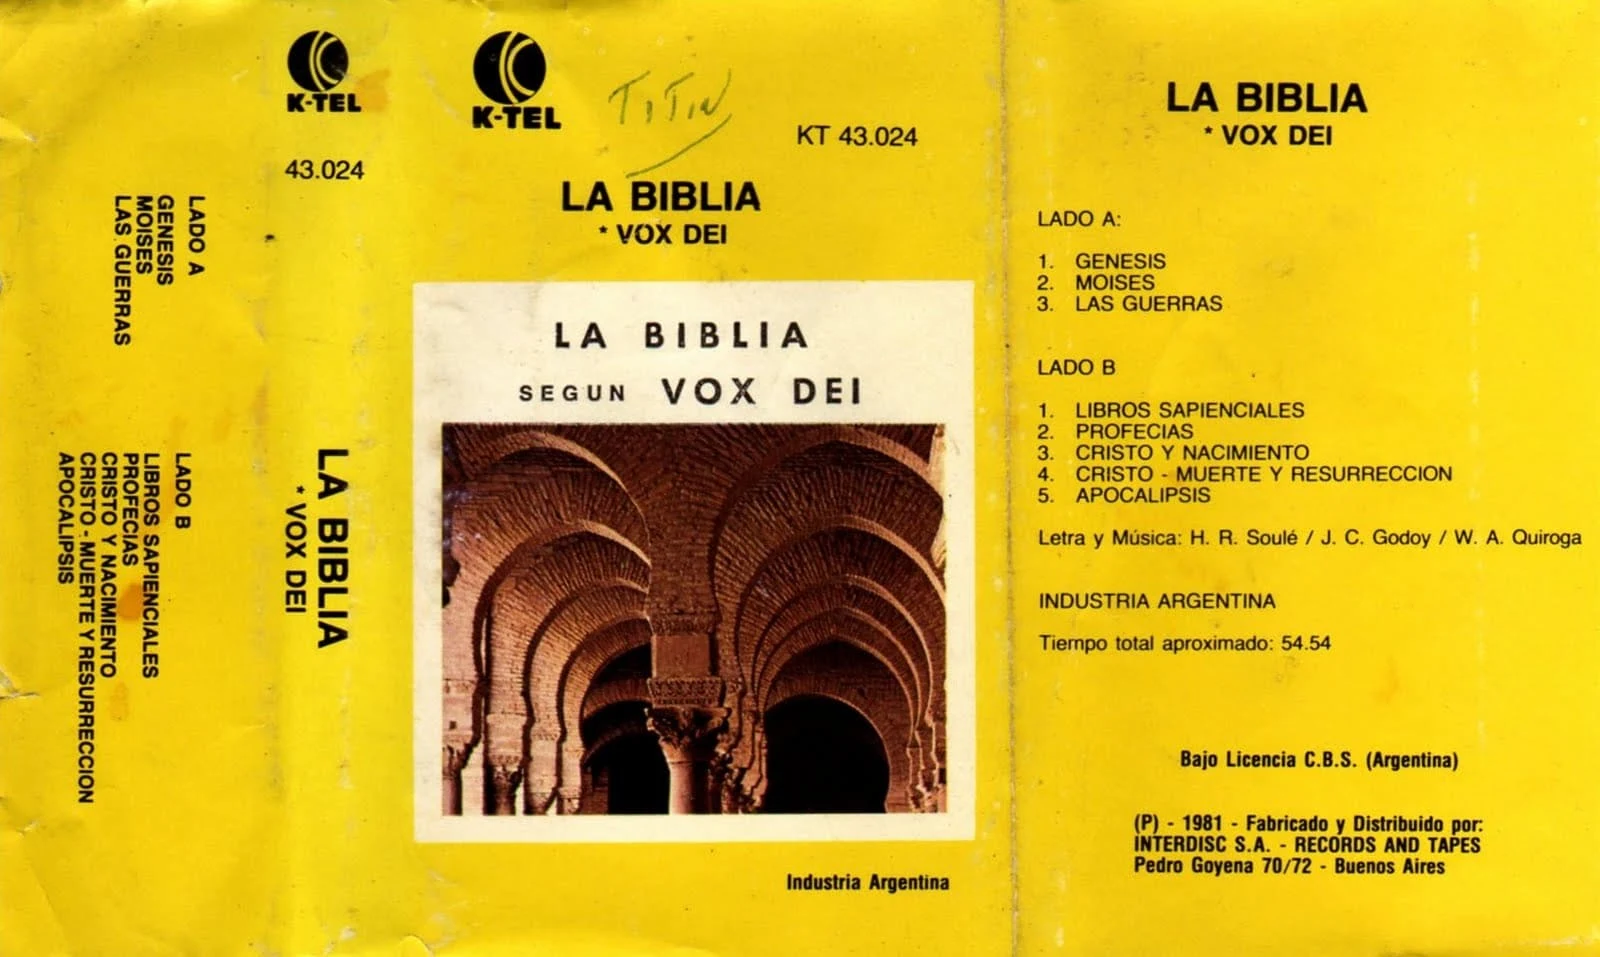 LADO A
GENESIS
MOISES
LAS GUERRAS
LADO B
LIBROS SAPIENCIALES
PROFECIAS
CRISTO Y NACIMIENTO
CRISTO - MUERTE Y RESURRECCION
APOCALIPSIS
K-TEL
43.024
LA BIBLIA
* VOX DEI
K-TEL
TITIN
KT 43.024
LA BIBLIA
* VOX DEI
LA BIBLIA
SEGUN VOX DEI
Industria Argentina
LA BIBLIA
* VOX DEI
LADO A:
1. GENESIS
2. MOISES
3. LAS GUERRAS
LADO B
1. LIBROS SAPIENCIALES
2. PROFECIAS
3. CRISTO Y NACIMIENTO
4. CRISTO - MUERTE Y RESURRECCION
5. APOCALIPSIS
Letra y Música: H. R. Soulé / J. C. Godoy / W. A. Quiroga
INDUSTRIA ARGENTINA
Tiempo total aproximado: 54.54
Bajo Licencia C.B.S. (Argentina)
(P) - 1981 - Fabricado y Distribuido por:
INTERDISC S.A. - RECORDS AND TAPES
Pedro Goyena 70/72 - Buenos Aires